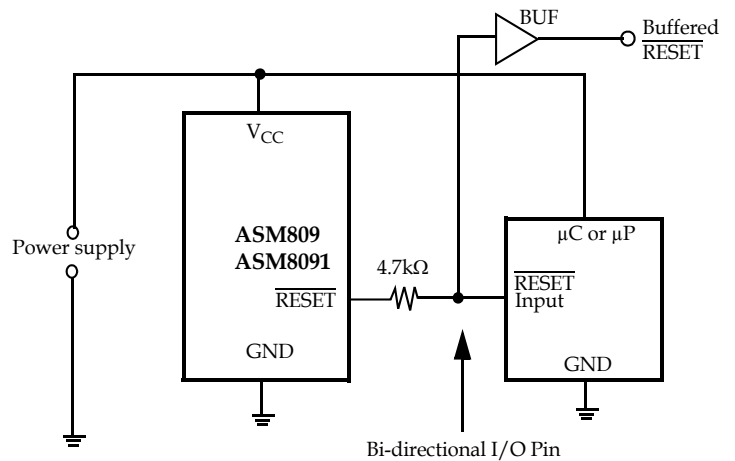 BUF
Buffered
RESET
V_CC
µC or µP
Power supply
ASM809
ASM8091
4.7kΩ
RESET
RESET
Input
GND
GND
Bi-directional I/O Pin